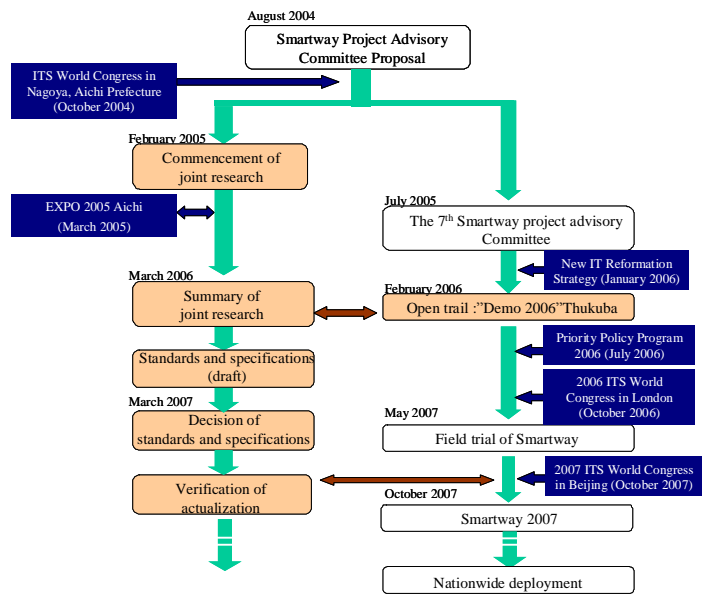 August 2004
Smartway Project Advisory
Committee Proposal
ITS World Congress in
Nagoya, Aichi Prefecture
(October 2004)
February 2005
Commencement of
joint research
EXPO 2005 Aichi
(March 2005)
July 2005
The 7th Smartway project advisory
Committee
New IT Reformation
Strategy (January 2006)
March 2006
Summary of
joint research
February 2006
Open trail :”Demo 2006”Thukuba
Priority Policy Program
2006 (July 2006)
Standards and specifications
(draft)
2006 ITS World
Congress in London
(October 2006)
March 2007
Decision of
standards and specifications
May 2007
Field trial of Smartway
2007 ITS World Congress
in Beijing (October 2007)
Verification of
actualization
October 2007
Smartway 2007
Nationwide deployment